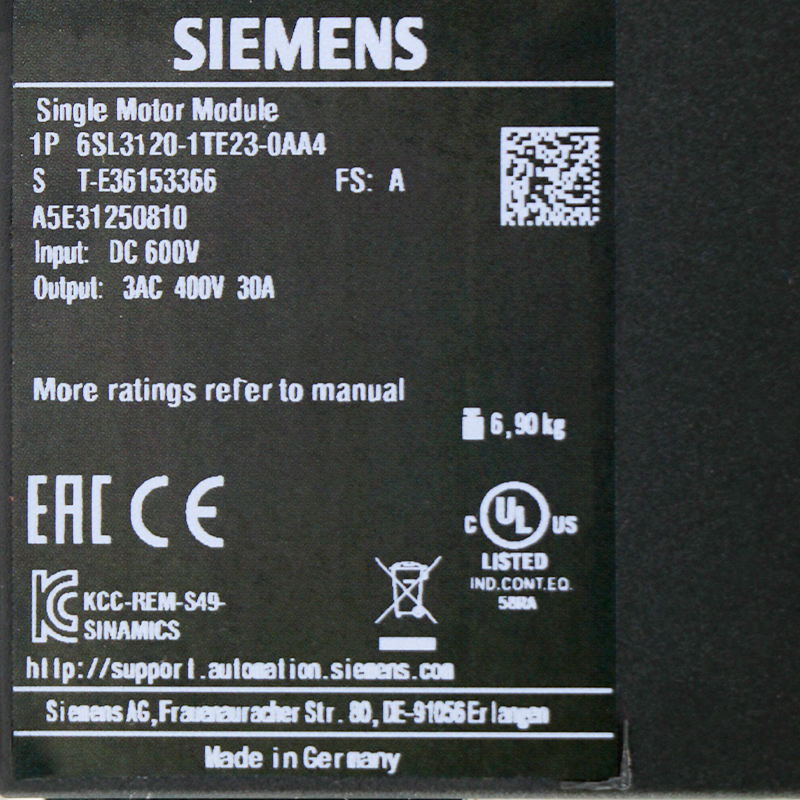 SIEMENS
Single Motor Module
1P 6SL3120-1TE23-0AA4
S T-E36153366 FS: A
A5E31250810
Input: DC 600V
Output: 3AC 400V 30A
More ratings refer to manual
6,90 kg
EAC CE
C UL US
LISTED
IND.CONT.EQ.
58RA
KCC-REM-S49-
SINAMICS
http://support.automation.siemens.com
Siemens AG, Frauenauracher Str. 80, DE-91056 Erlangen
Made in Germany